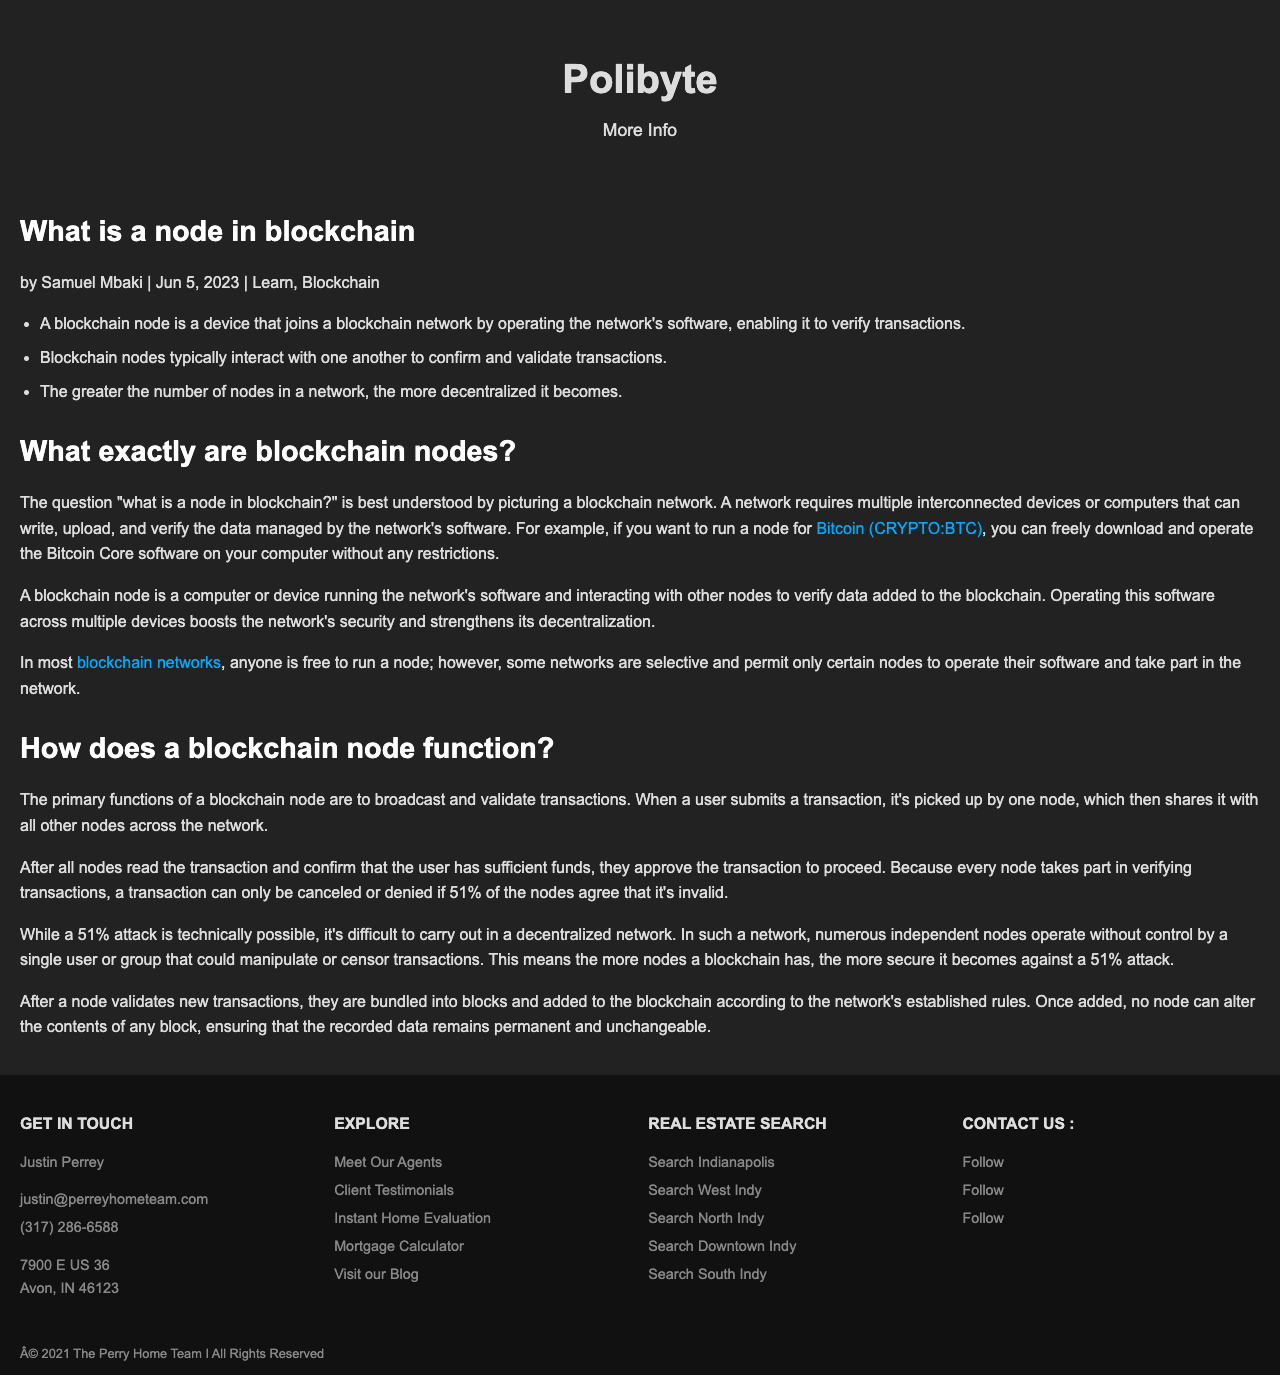 Polibyte
More Info
What is a node in blockchain
by Samuel Mbaki | Jun 5, 2023 | Learn, Blockchain
• A blockchain node is a device that joins a blockchain network by operating the network's software, enabling it to verify transactions.
• Blockchain nodes typically interact with one another to confirm and validate transactions.
• The greater the number of nodes in a network, the more decentralized it becomes.
What exactly are blockchain nodes?
The question "what is a node in blockchain?" is best understood by picturing a blockchain network. A network requires multiple interconnected devices or computers that can
write, upload, and verify the data managed by the network's software. For example, if you want to run a node for Bitcoin (CRYPTO:BTC), you can freely download and operate
the Bitcoin Core software on your computer without any restrictions.
A blockchain node is a computer or device running the network's software and interacting with other nodes to verify data added to the blockchain. Operating this software
across multiple devices boosts the network's security and strengthens its decentralization.
In most blockchain networks, anyone is free to run a node; however, some networks are selective and permit only certain nodes to operate their software and take part in the
network.
How does a blockchain node function?
The primary functions of a blockchain node are to broadcast and validate transactions. When a user submits a transaction, it's picked up by one node, which then shares it with
all other nodes across the network.
After all nodes read the transaction and confirm that the user has sufficient funds, they approve the transaction to proceed. Because every node takes part in verifying
transactions, a transaction can only be canceled or denied if 51% of the nodes agree that it's invalid.
While a 51% attack is technically possible, it's difficult to carry out in a decentralized network. In such a network, numerous independent nodes operate without control by a
single user or group that could manipulate or censor transactions. This means the more nodes a blockchain has, the more secure it becomes against a 51% attack.
After a node validates new transactions, they are bundled into blocks and added to the blockchain according to the network's established rules. Once added, no node can alter
the contents of any block, ensuring that the recorded data remains permanent and unchangeable.
GET IN TOUCH
Justin Perrey
justin@perreyhometeam.com
(317) 286-6588
7900 E US 36
Avon, IN 46123
EXPLORE
Meet Our Agents
Client Testimonials
Instant Home Evaluation
Mortgage Calculator
Visit our Blog
REAL ESTATE SEARCH
Search Indianapolis
Search West Indy
Search North Indy
Search Downtown Indy
Search South Indy
CONTACT US :
Follow
Follow
Follow
Â© 2021 The Perry Home Team I All Rights Reserved